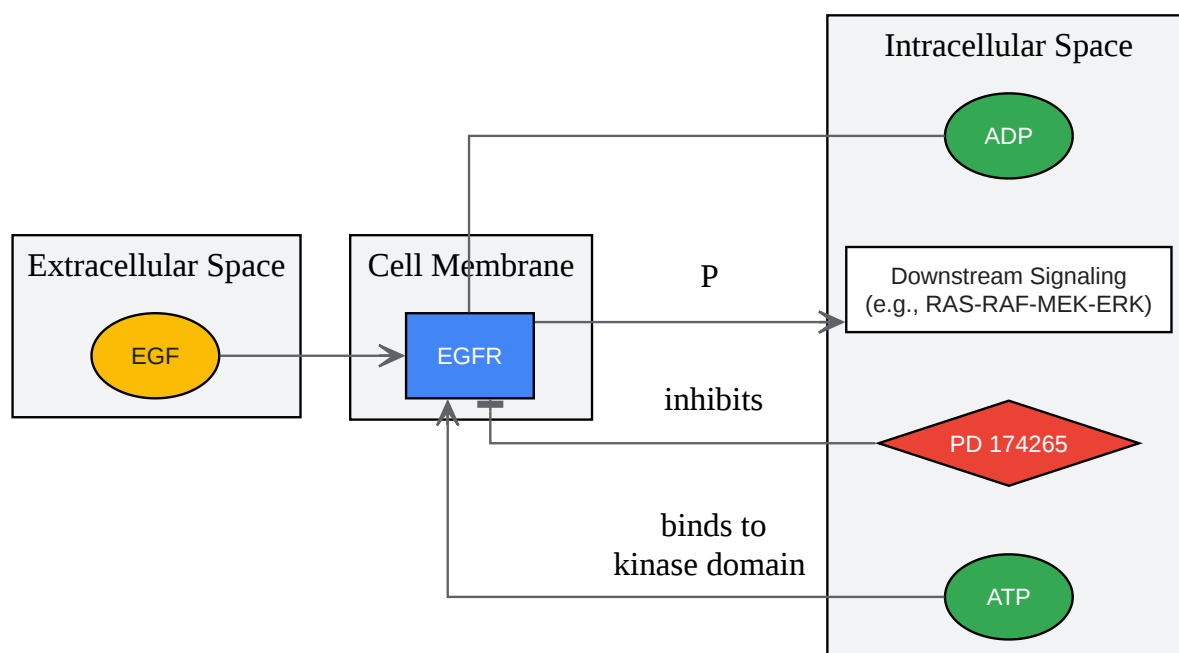 Intracellular Space
ADP
Extracellular Space
Cell Membrane
P
Downstream Signaling
(e.g., RAS-RAF-MEK-ERK)
EGF
EGFR
inhibits
PD 174265
binds to
kinase domain
ATP